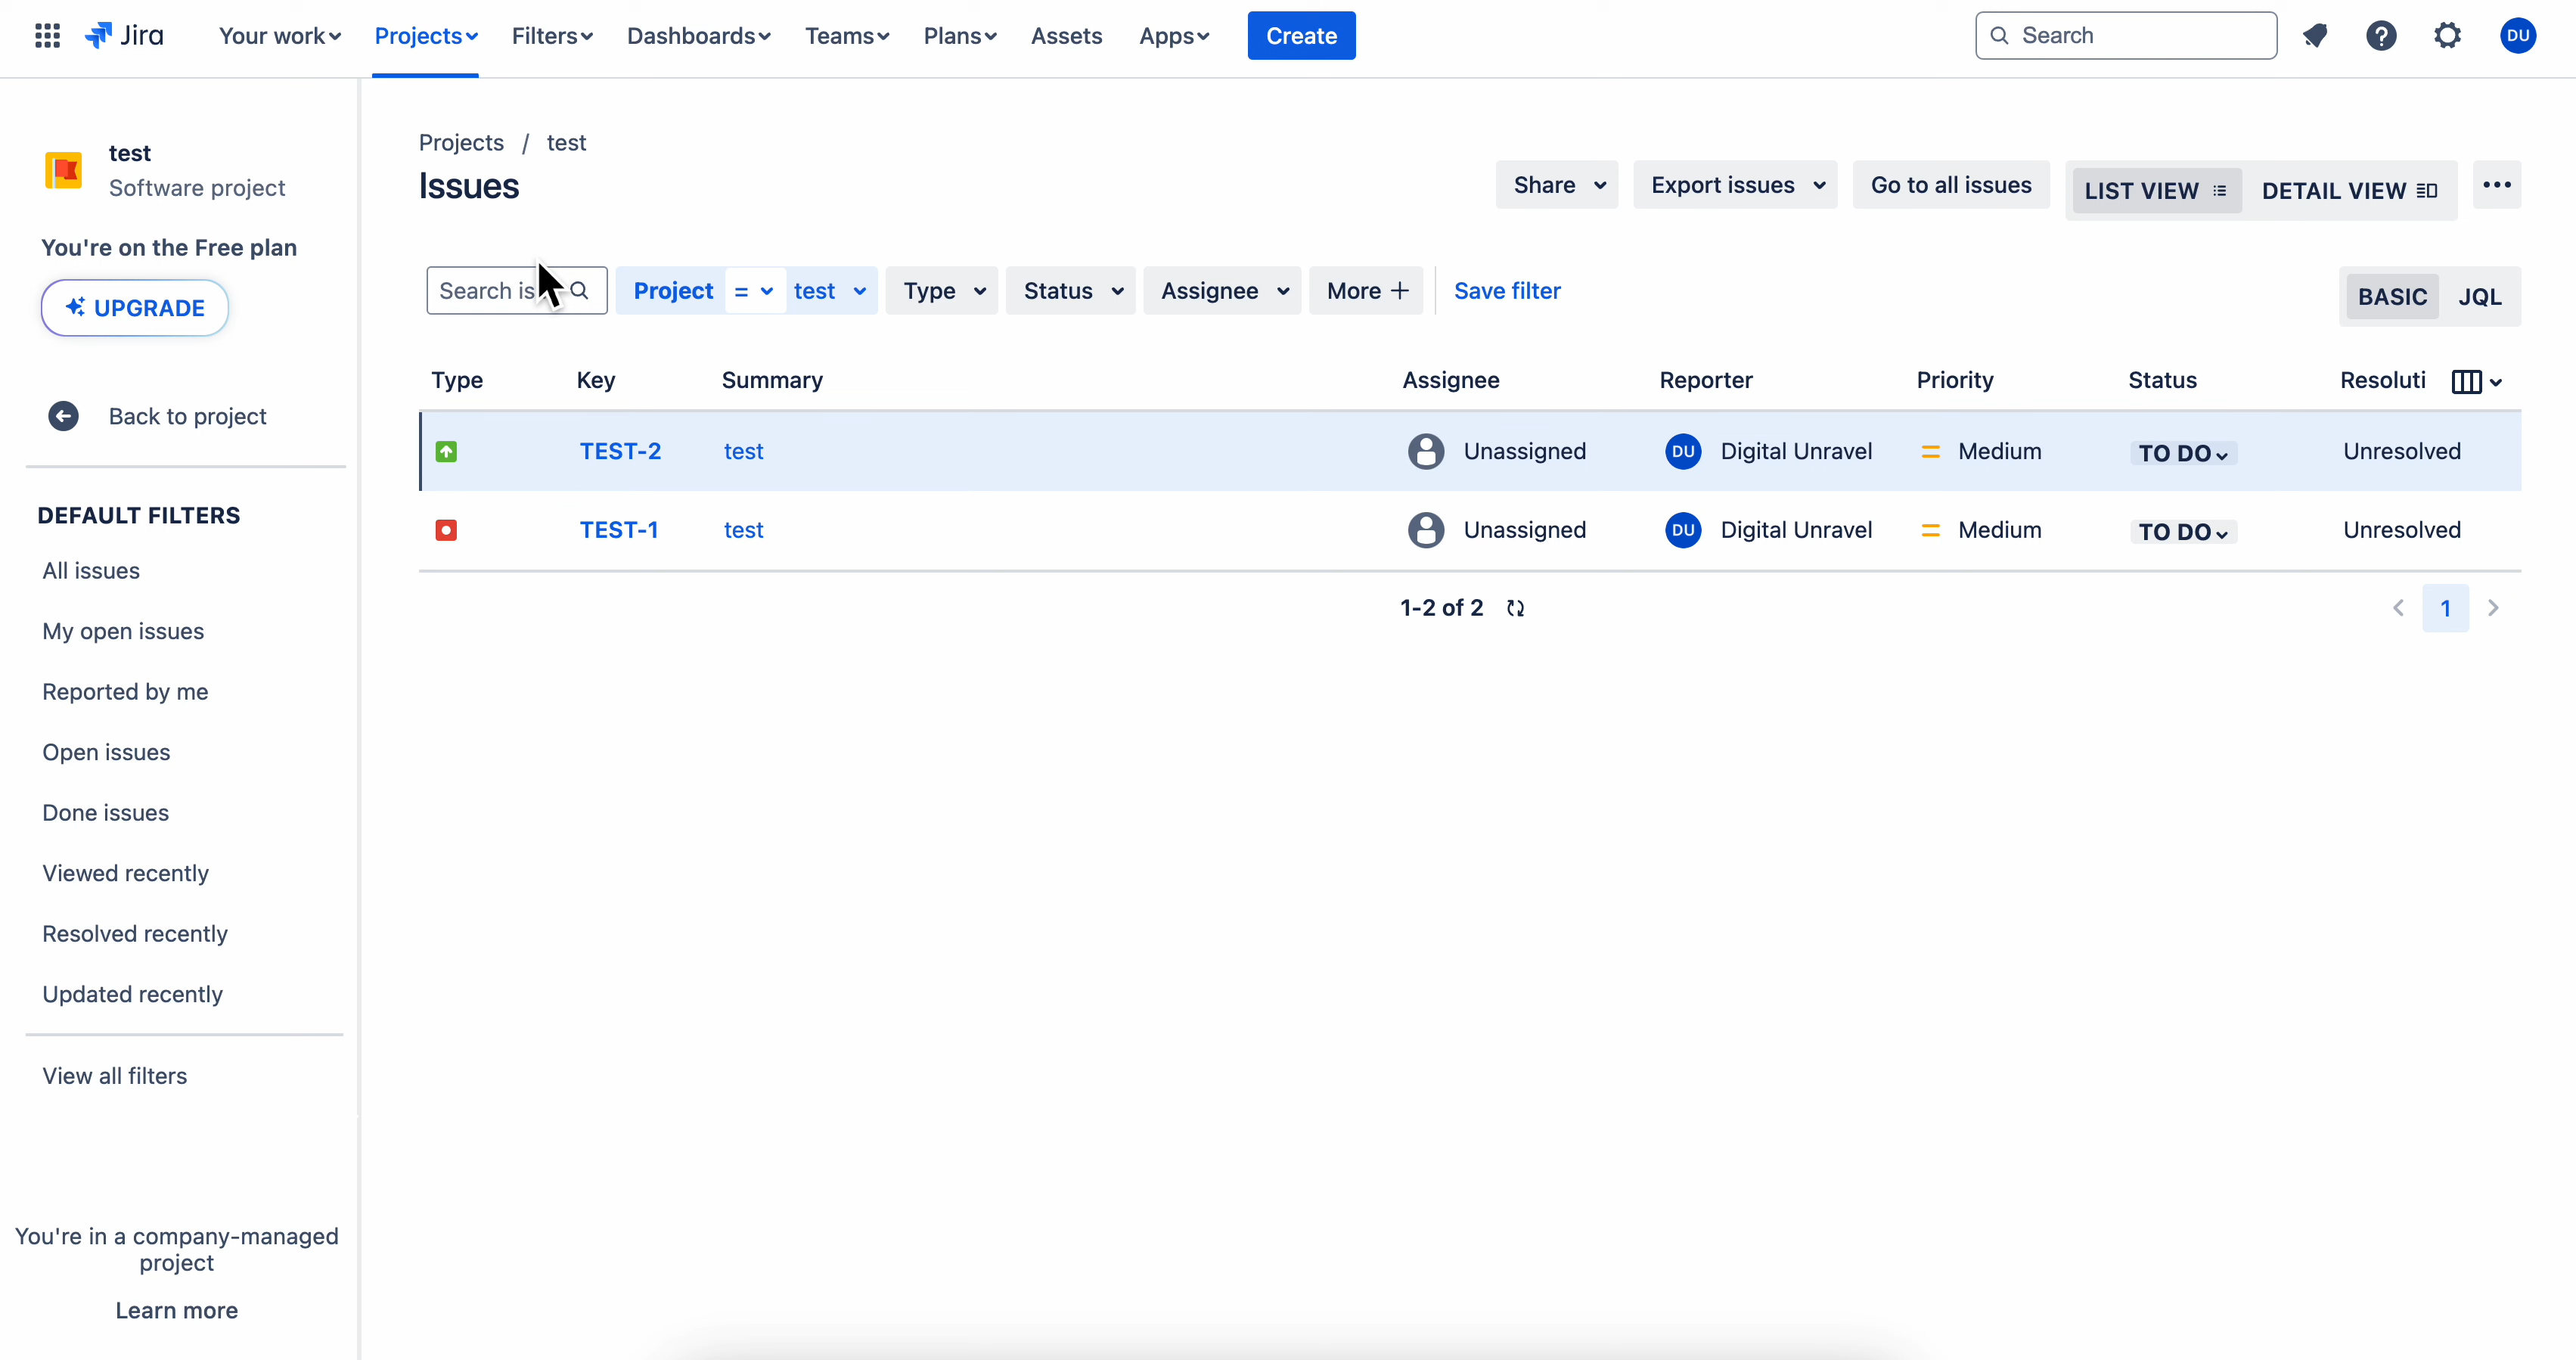 Jira Your work Projects Filters Dashboards Teams Plans Assets Apps Create Search DU
test
Software project
You're on the Free plan
UPGRADE
Back to project
DEFAULT FILTERS
All issues
My open issues
Reported by me
Open issues
Done issues
Viewed recently
Resolved recently
Updated recently
View all filters
You're in a company-managed
project
Learn more
Projects / test
Issues
Share Export issues Go to all issues LIST VIEW DETAIL VIEW
Search is Project = test Type Status Assignee More + Save filter BASIC JQL
Type Key Summary Assignee Reporter Priority Status Resoluti
TEST-2 test Unassigned DU Digital Unravel Medium TO DO Unresolved
TEST-1 test Unassigned DU Digital Unravel Medium TO DO Unresolved
1-2 of 2 1